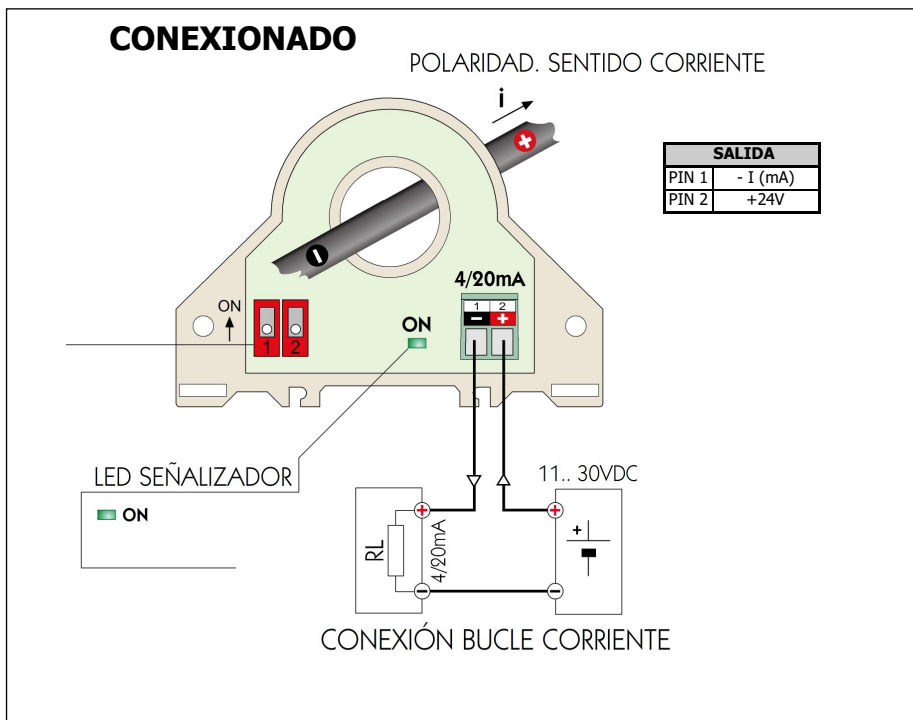 CONEXIONADO
POLARIDAD. SENTIDO CORRIENTE
i
+
SALIDA
PIN 1 - I (mA)
PIN 2 +24V
-
4/20mA
1 2
- +
ON
1 2
ON
LED SEÑALIZADOR
ON
11.. 30VDC
+ +
+
RL
4/20mA
- -
CONEXIÓN BUCLE CORRIENTE